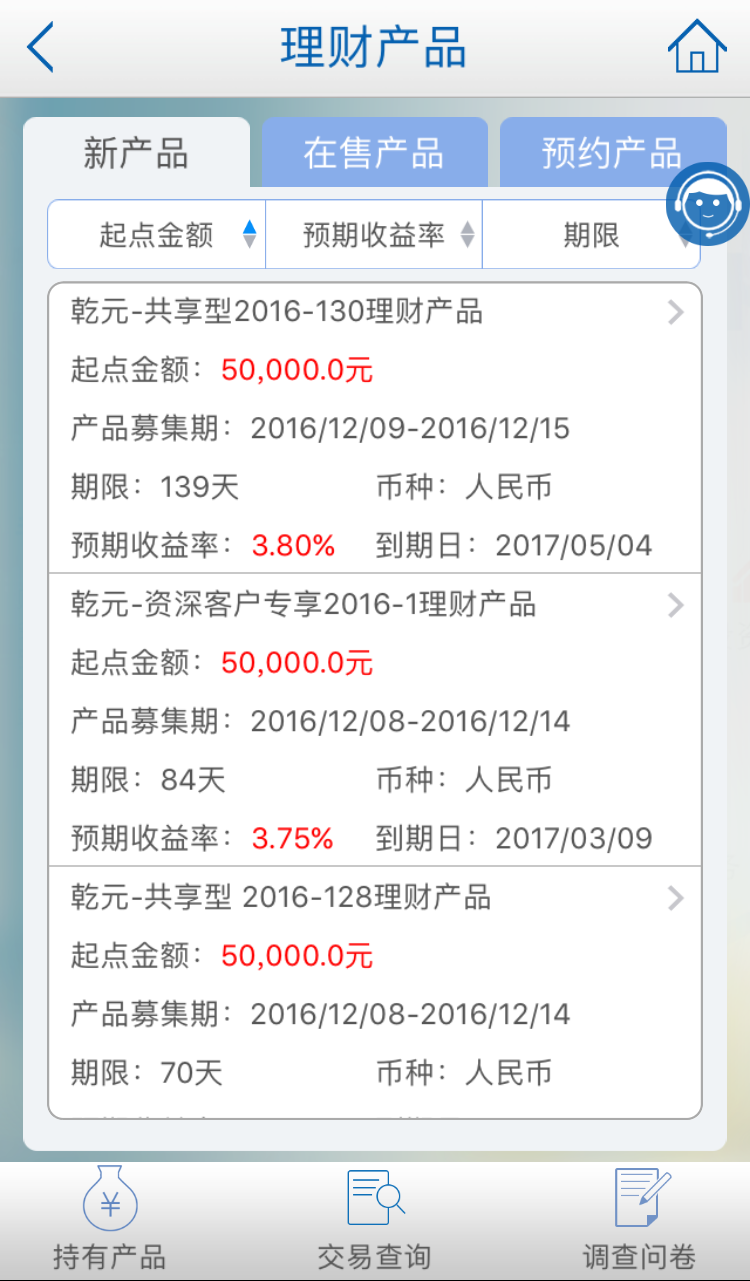 理财产品
新产品 在售产品 预约产品
起点金额 预期收益率 期限
乾元-共享型2016-130理财产品
起点金额：50,000.0元
产品募集期：2016/12/09-2016/12/15
期限：139天 币种：人民币
预期收益率：3.80% 到期日：2017/05/04
乾元-资深客户专享2016-1理财产品
起点金额：50,000.0元
产品募集期：2016/12/08-2016/12/14
期限：84天 币种：人民币
预期收益率：3.75% 到期日：2017/03/09
乾元-共享型 2016-128理财产品
起点金额：50,000.0元
产品募集期：2016/12/08-2016/12/14
期限：70天 币种：人民币
¥
持有产品 交易查询 调查问卷